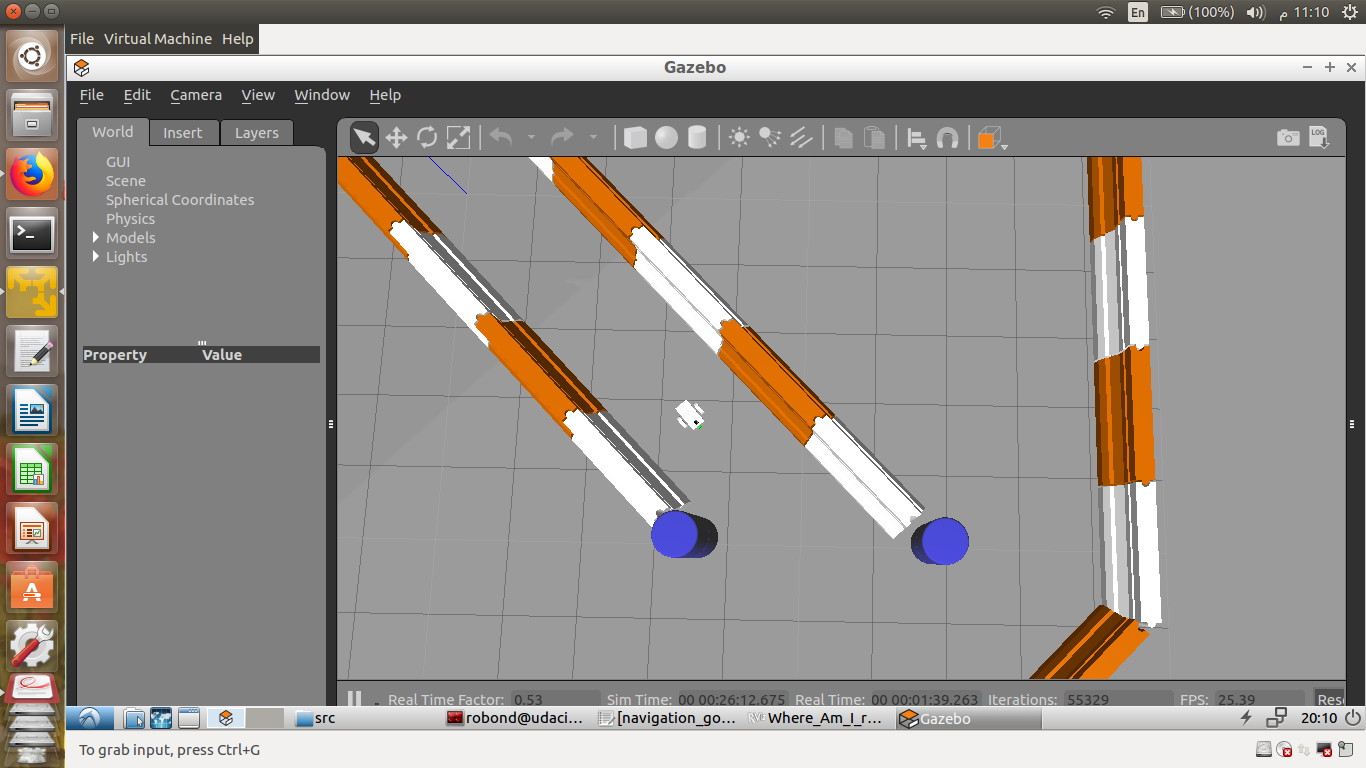 En (100%) م 11:10
File Virtual Machine Help
Gazebo
File Edit Camera View Window Help
World Insert Layers
LOG
GUI
Scene
Spherical Coordinates
Physics
Models
Lights
Property Value
Real Time Factor: 0.53 Sim Time: 00 00:26:12.675 Real Time: 00 00:01:39.263 Iterations: 55329 FPS: 25.39 Res
src robond@udaci... [navigation_go... Where_Am_I_r... Gazebo 20:10
To grab input, press Ctrl+G